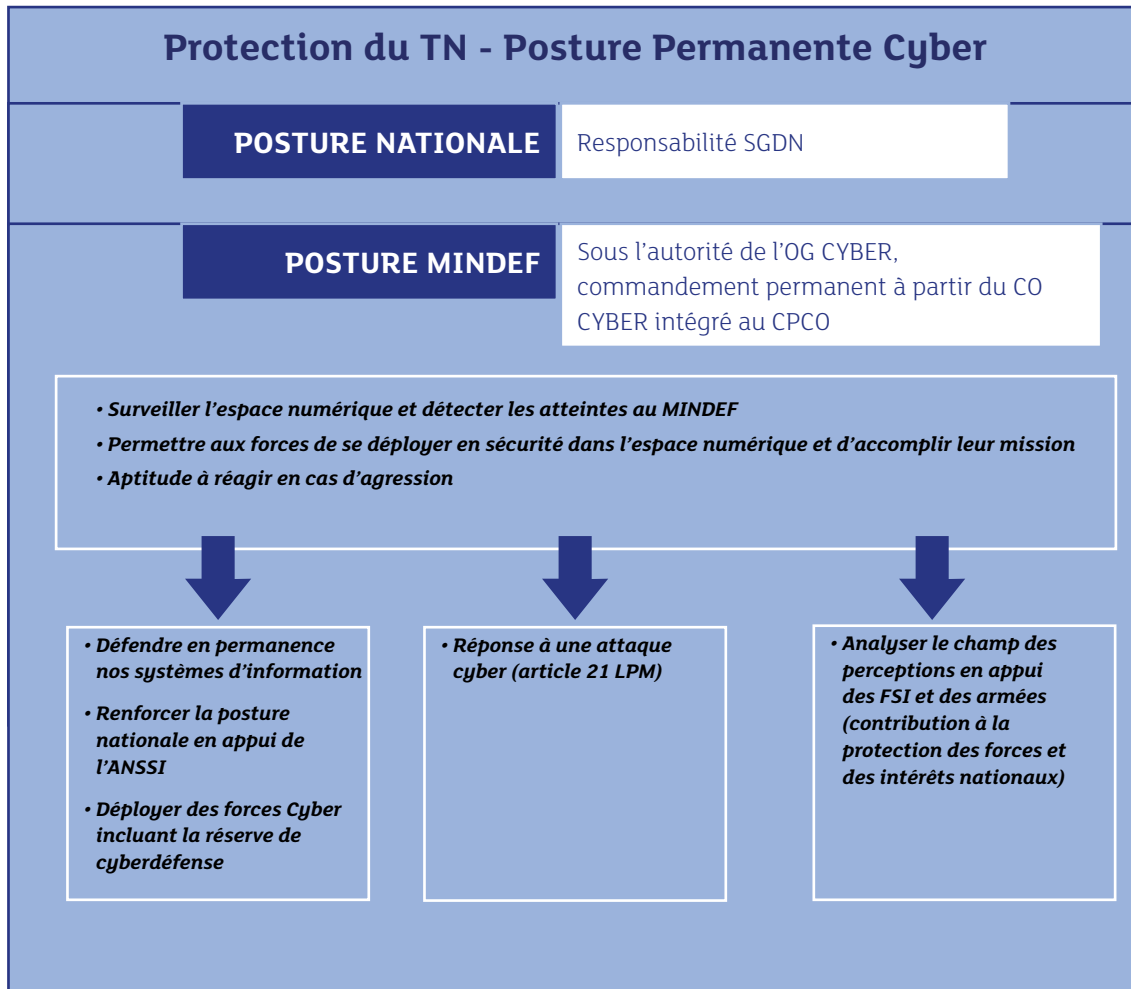 Protection du TN - Posture Permanente Cyber
POSTURE NATIONALE
Responsabilité SGDN
POSTURE MINDEF
Sous l’autorité de l’OG CYBER,
commandement permanent à partir du CO
CYBER intégré au CPCO
• Surveiller l’espace numérique et détecter les atteintes au MINDEF
• Permettre aux forces de se déployer en sécurité dans l’espace numérique et d’accomplir leur mission
• Aptitude à réagir en cas d’agression
• Défendre en permanence
nos systèmes d’information
• Renforcer la posture
nationale en appui de
l’ANSSI
• Déployer des forces Cyber
incluant la réserve de
cyberdéfense
• Réponse à une attaque
cyber (article 21 LPM)
• Analyser le champ des
perceptions en appui
des FSI et des armées
(contribution à la
protection des forces et
des intérêts nationaux)